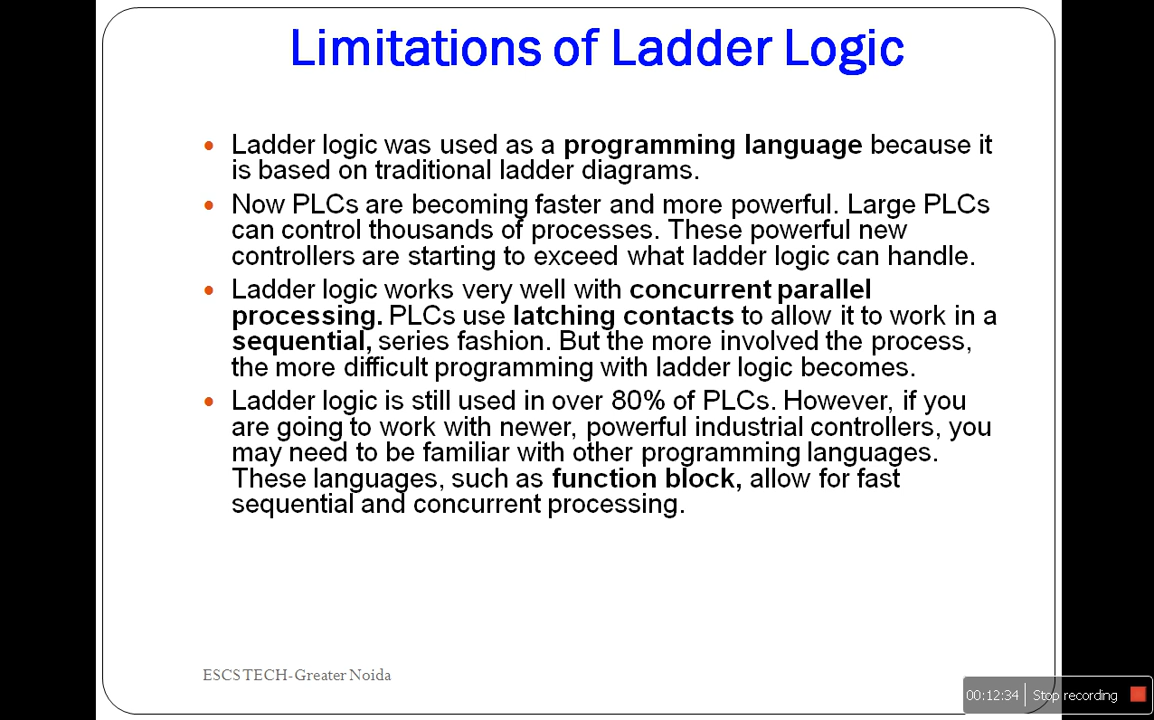 Limitations of Ladder Logic
• Ladder logic was used as a programming language because it
is based on traditional ladder diagrams.
• Now PLCs are becoming faster and more powerful. Large PLCs
can control thousands of processes. These powerful new
controllers are starting to exceed what ladder logic can handle.
• Ladder logic works very well with concurrent parallel
processing. PLCs use latching contacts to allow it to work in a
sequential, series fashion. But the more involved the process,
the more difficult programming with ladder logic becomes.
• Ladder logic is still used in over 80% of PLCs. However, if you
are going to work with newer, powerful industrial controllers, you
may need to be familiar with other programming languages.
These languages, such as function block, allow for fast
sequential and concurrent processing.
ESCS TECH-Greater Noida
00:12:34 Stop recording